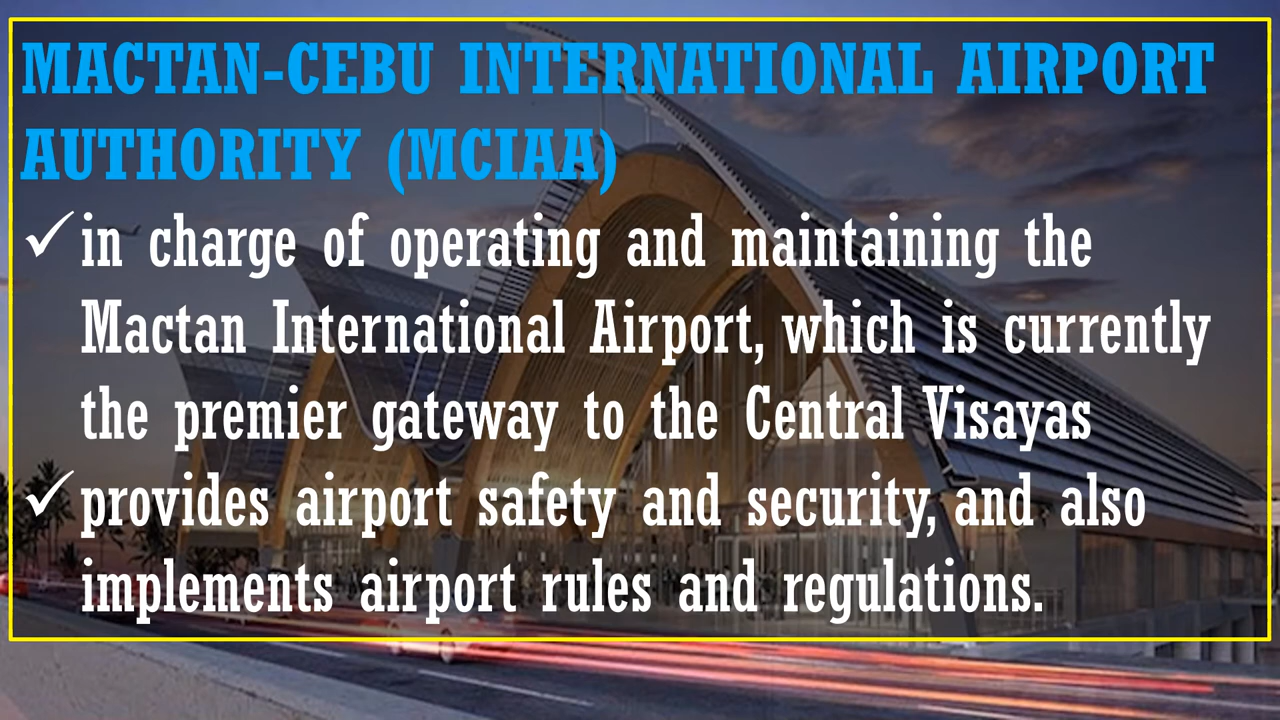 MACTAN-CEBU INTERNATIONAL AIRPORT
AUTHORITY (MCIAA)
✓ in charge of operating and maintaining the
Mactan International Airport, which is currently
the premier gateway to the Central Visayas
✓ provides airport safety and security, and also
implements airport rules and regulations.